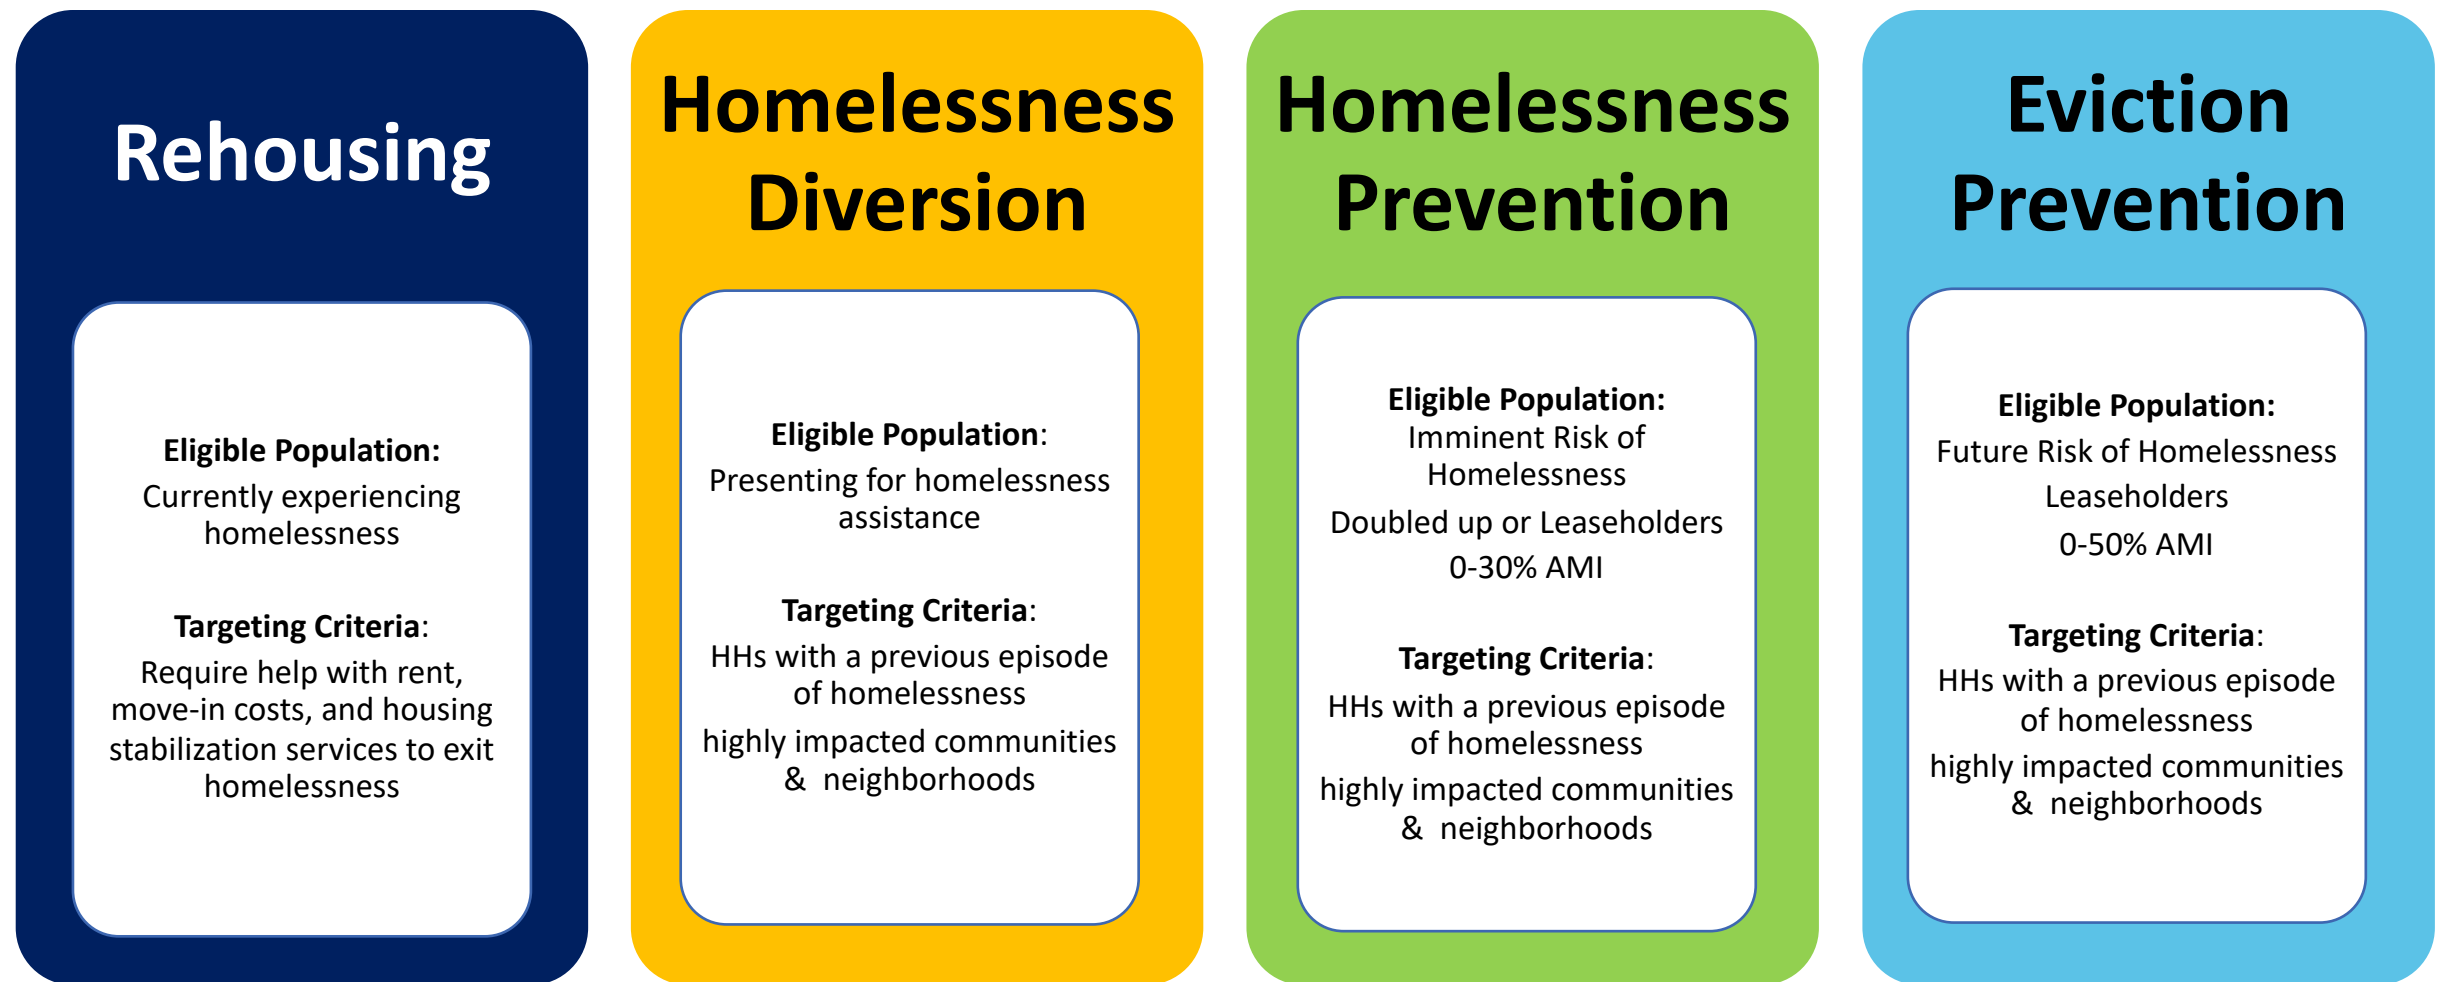 Rehousing
Eligible Population:
Currently experiencing
homelessness
Targeting Criteria:
Require help with rent,
move-in costs, and housing
stabilization services to exit
homelessness
Homelessness
Diversion
Eligible Population:
Presenting for homelessness
assistance
Targeting Criteria:
HHs with a previous episode
of homelessness
highly impacted communities
& neighborhoods
Homelessness
Prevention
Eligible Population:
Imminent Risk of
Homelessness
Doubled up or Leaseholders
0-30% AMI
Targeting Criteria:
HHs with a previous episode
of homelessness
highly impacted communities
& neighborhoods
Eviction
Prevention
Eligible Population:
Future Risk of Homelessness
Leaseholders
0-50% AMI
Targeting Criteria:
HHs with a previous episode
of homelessness
highly impacted communities
& neighborhoods